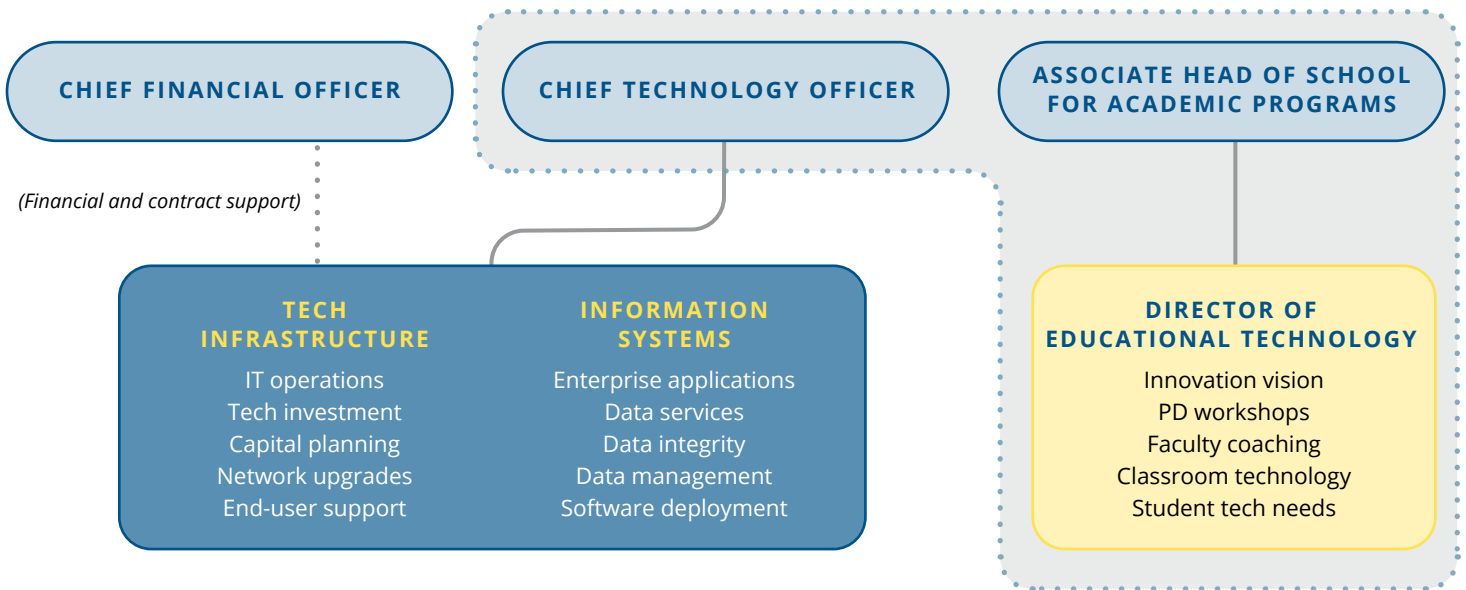 CHIEF FINANCIAL OFFICER
CHIEF TECHNOLOGY OFFICER
ASSOCIATE HEAD OF SCHOOL
FOR ACADEMIC PROGRAMS
(Financial and contract support)
TECH
INFRASTRUCTURE
IT operations
Tech investment
Capital planning
Network upgrades
End-user support
INFORMATION
SYSTEMS
Enterprise applications
Data services
Data integrity
Data management
Software deployment
DIRECTOR OF
EDUCATIONAL TECHNOLOGY
Innovation vision
PD workshops
Faculty coaching
Classroom technology
Student tech needs